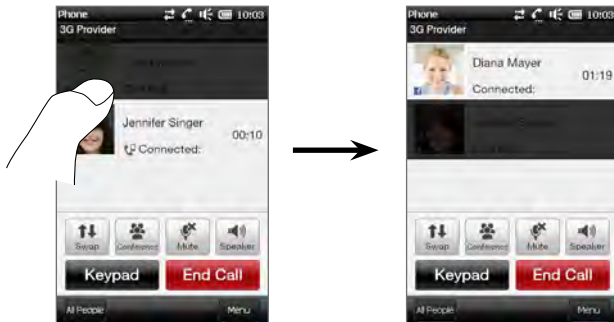 Phone 10:03
3G Provider
Jennifer Singer
00:10
Connected:
Swap Conference Mute Speaker
Keypad End Call
All People Menu
Phone 10:03
3G Provider
Diana Mayer
01:19
Connected:
Swap Conference Mute Speaker
Keypad End Call
All People Menu